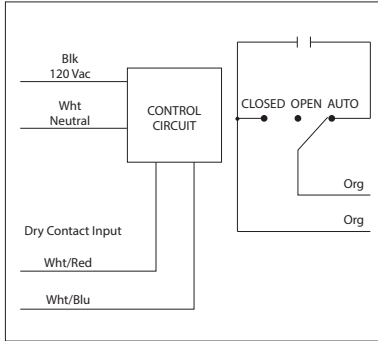 Blk
120 Vac
Wht
Neutral
CONTROL
CIRCUIT
CLOSED OPEN AUTO
Org
Org
Dry Contact Input
Wht/Red
Wht/Blu